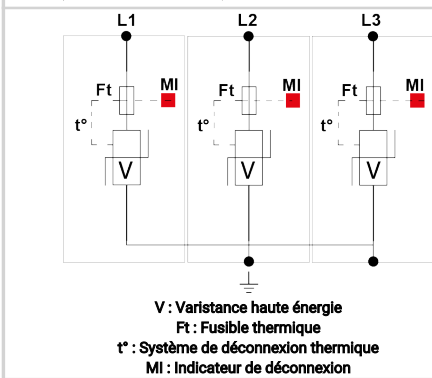 L1 L2 L3
Ft MI Ft MI Ft MI
t° t° t°
V V V
V : Varistance haute énergie
Ft : Fusible thermique
t° : Système de déconnexion thermique
MI : Indicateur de déconnexion